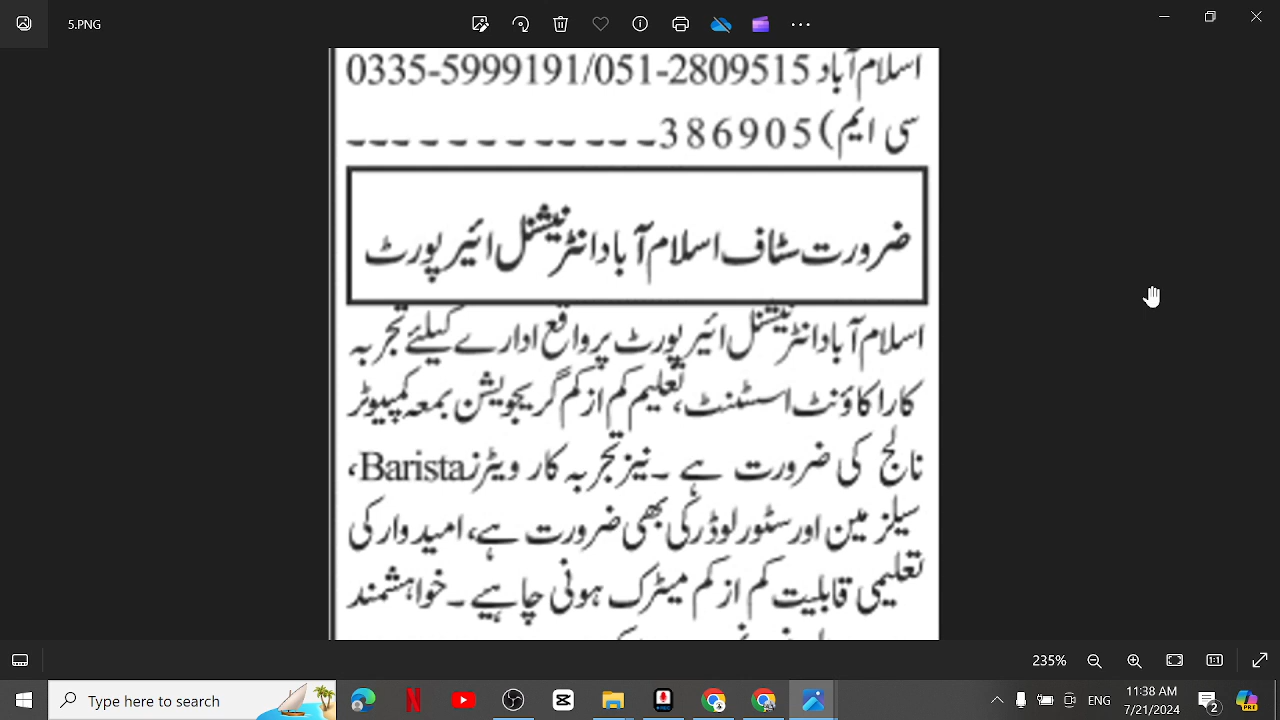 5.PNG
اسلام آباد 0335-5999191/051-2809515
سی ایم)386905۔۔۔۔۔۔۔۔۔۔۔۔
ضرورت سٹاف اسلام آباد انٹرنیشنل ائیر پورٹ
اسلام آباد انٹرنیشنل ائیر پورٹ پر واقع ادارے کیلئے تجربہ
کار اکاؤنٹ اسسٹنٹ، تعلیم کم از کم گریجویشن بمعہ کمپیوٹر
نالج کی ضرورت ہے ۔ نیز تجربہ کار ویٹرز Barista،
سیلز مین اور سٹور لوڈر کی بھی ضرورت ہے، امیدوار کی
تعلیمی قابلیت کم از کم میٹرک ہونی چاہیے ۔ خواہشمند
235%
Type here to search
11:38
7/21/2024
2